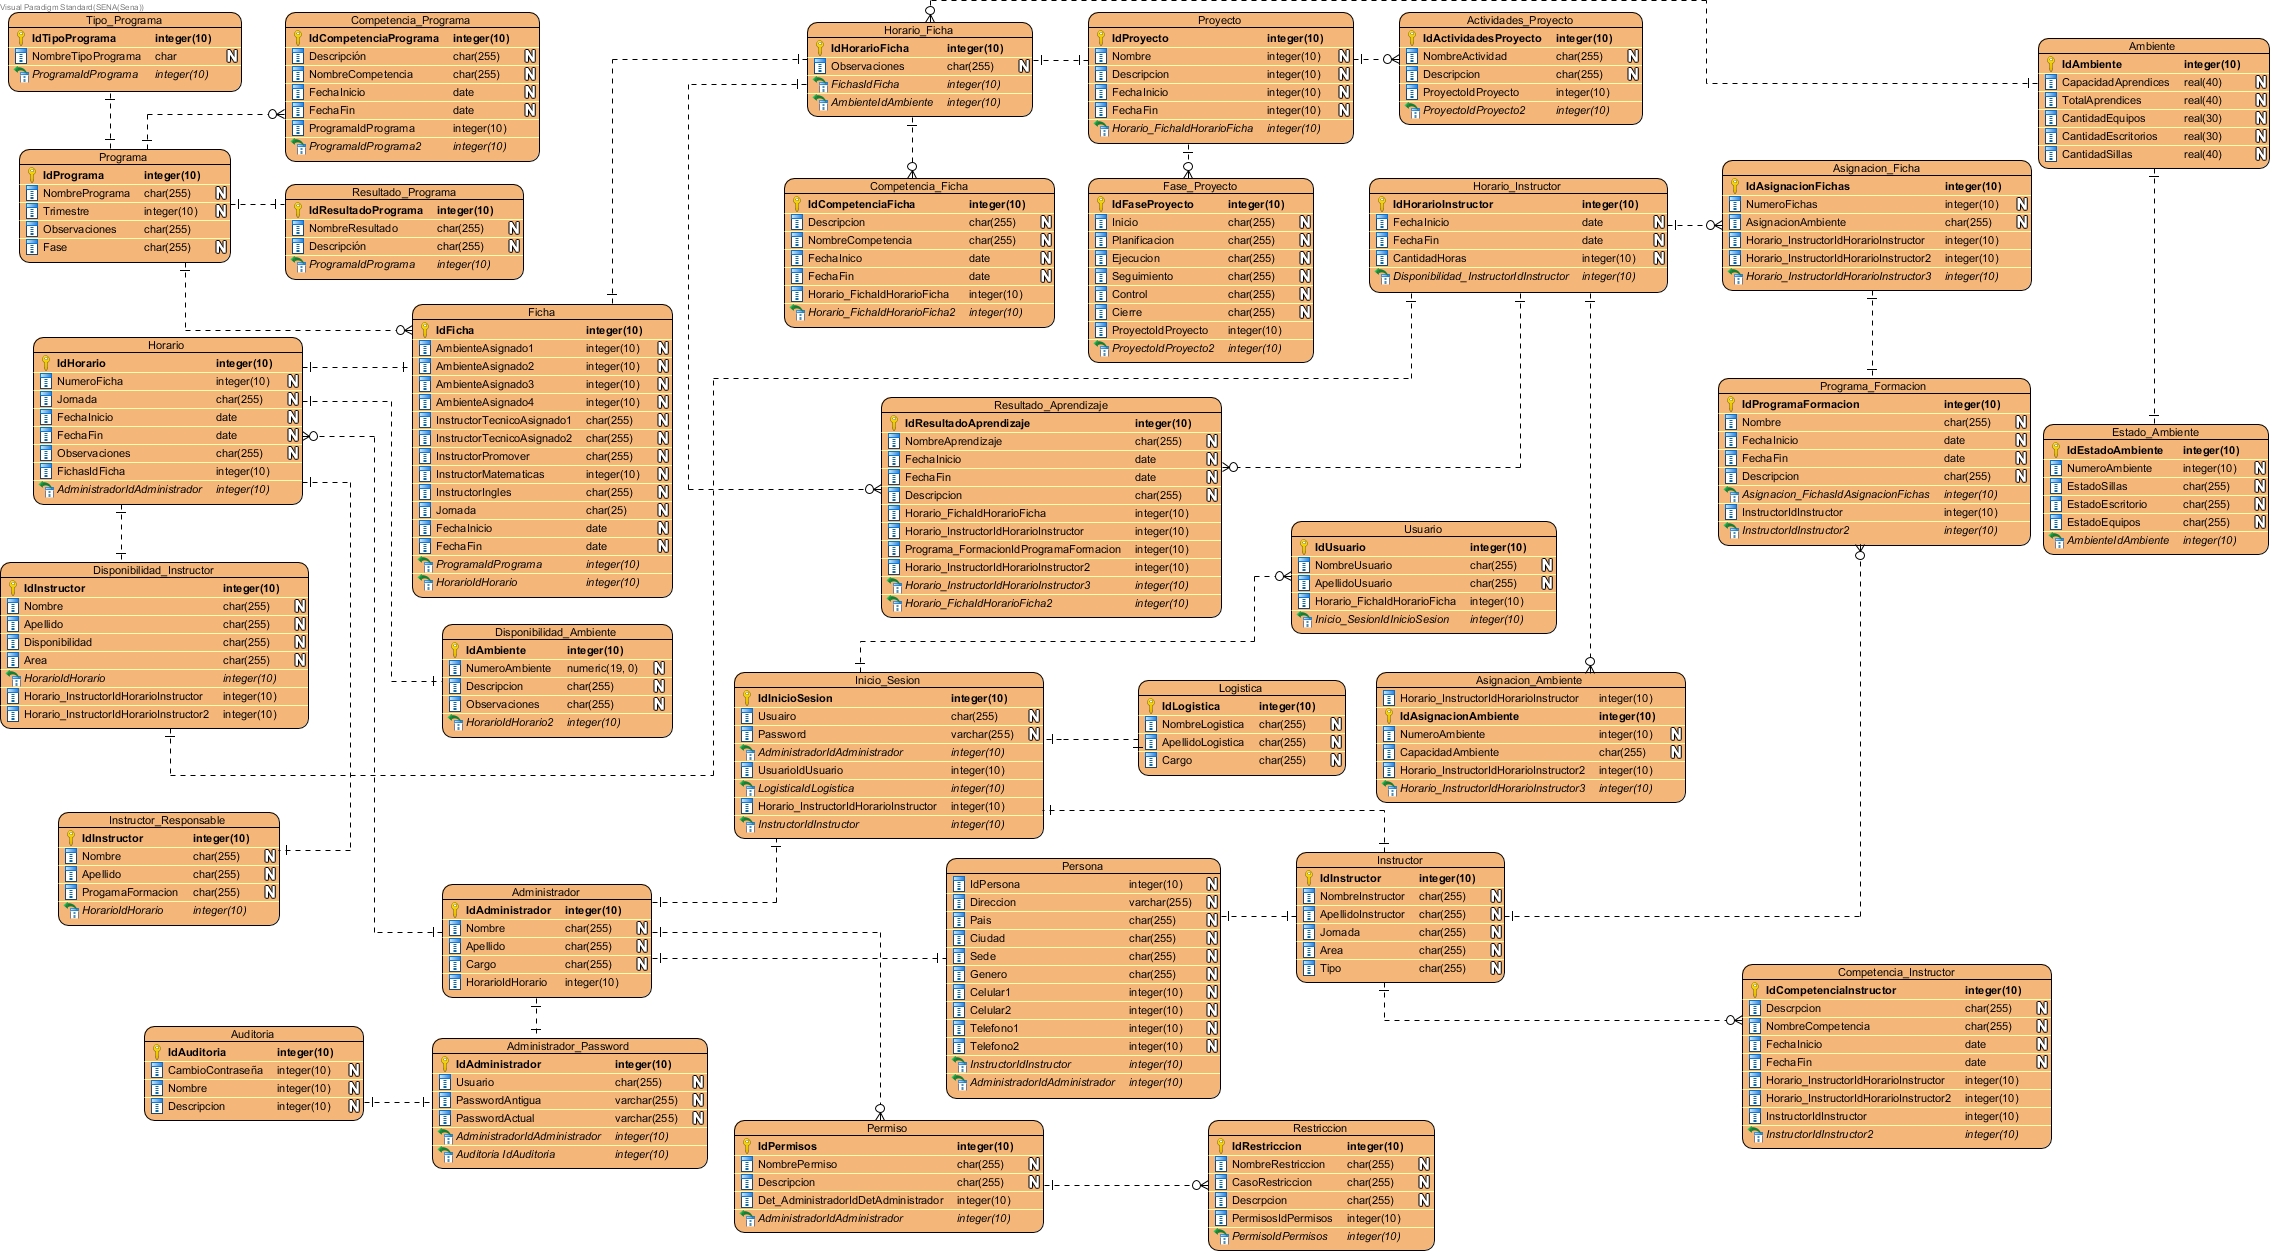 Visual Paradigm Standard(SENA(Sena))
Tipo_Programa
IdTipoPrograma integer(10)
NombreTipoPrograma char N
ProgramaIdPrograma integer(10)
Competencia_Programa
IdCompetenciaPrograma integer(10)
Descripción char(255) N
NombreCompetencia char(255) N
FechaInicio date N
FechaFin date N
ProgramaIdPrograma integer(10)
ProgramaIdPrograma2 integer(10)
Horario_Ficha
IdHorarioFicha integer(10)
Observaciones char(255) N
FichasIdFicha integer(10)
AmbienteIdAmbiente integer(10)
Proyecto
IdProyecto integer(10)
Nombre integer(10) N
Descripcion integer(10) N
FechaInicio integer(10) N
FechaFin integer(10) N
Horario_FichaIdHorarioFicha integer(10)
Actividades_Proyecto
IdActividadesProyecto integer(10)
NombreActividad char(255) N
Descripcion char(255) N
ProyectoIdProyecto integer(10)
ProyectoIdProyecto2 integer(10)
Ambiente
IdAmbiente integer(10)
CapacidadAprendices real(40) N
TotalAprendices real(40) N
CantidadEquipos real(30) N
CantidadEscritorios real(30) N
CantidadSillas real(40) N
Programa
IdPrograma integer(10)
NombrePrograma char(255) N
Trimestre integer(10) N
Observaciones char(255)
Fase char(255) N
Resultado_Programa
IdResultadoPrograma integer(10)
NombreResultado char(255) N
Descripción char(255) N
ProgramaIdPrograma integer(10)
Competencia_Ficha
IdCompetenciaFicha integer(10)
Descripcion char(255) N
NombreCompetencia char(255) N
FechaInico date N
FechaFin date N
Horario_FichaIdHorarioFicha integer(10)
Horario_FichaIdHorarioFicha2 integer(10)
Fase_Proyecto
IdFaseProyecto integer(10)
Inicio char(255) N
Planificacion char(255) N
Ejecucion char(255) N
Seguimiento char(255) N
Control char(255) N
Cierre char(255) N
ProyectoIdProyecto integer(10)
ProyectoIdProyecto2 integer(10)
Horario_Instructor
IdHorarioInstructor integer(10)
FechaInicio date N
FechaFin date N
CantidadHoras integer(10) N
Disponibilidad_InstructorIdInstructor integer(10)
Asignacion_Ficha
IdAsignacionFichas integer(10)
NumeroFichas integer(10) N
AsignacionAmbiente char(255) N
Horario_InstructorIdHorarioInstructor integer(10)
Horario_InstructorIdHorarioInstructor2 integer(10)
Horario_InstructorIdHorarioInstructor3 integer(10)
Ficha
IdFicha integer(10)
AmbienteAsignado1 integer(10) N
AmbienteAsignado2 integer(10) N
AmbienteAsignado3 integer(10) N
AmbienteAsignado4 integer(10) N
InstructorTecnicoAsignado1 char(255) N
InstructorTecnicoAsignado2 char(255) N
InstructorPromover char(255) N
InstructorMatematicas integer(10) N
InstructorIngles char(255) N
Jornada char(25) N
FechaInicio date N
FechaFin date N
ProgramaIdPrograma integer(10)
HorarioIdHorario integer(10)
Horario
IdHorario integer(10)
NumeroFicha integer(10) N
Jornada char(255) N
FechaInicio date N
FechaFin date N
Observaciones char(255) N
FichasIdFicha integer(10)
AdministradorIdAdministrador integer(10)
Resultado_Aprendizaje
IdResultadoAprendizaje integer(10)
NombreAprendizaje char(255) N
FechaInicio date N
FechaFin date N
Descripcion char(255) N
Horario_FichaIdHorarioFicha integer(10)
Horario_InstructorIdHorarioInstructor integer(10)
Programa_FormacionIdProgramaFormacion integer(10)
Horario_InstructorIdHorarioInstructor2 integer(10)
Horario_InstructorIdHorarioInstructor3 integer(10)
Horario_FichaIdHorarioFicha2 integer(10)
Programa_Formacion
IdProgramaFormacion integer(10)
Nombre char(255) N
FechaInicio date N
FechaFin date N
Descripcion char(255) N
Asignacion_FichasIdAsignacionFichas integer(10)
InstructorIdInstructor integer(10)
InstructorIdInstructor2 integer(10)
Estado_Ambiente
IdEstadoAmbiente integer(10)
NumeroAmbiente integer(10) N
EstadoSillas char(255) N
EstadoEscritorio char(255) N
EstadoEquipos char(255) N
AmbienteIdAmbiente integer(10)
Usuario
IdUsuario integer(10)
NombreUsuario char(255) N
ApellidoUsuario char(255) N
Horario_FichaIdHorarioFicha integer(10)
Inicio_SesionIdInicioSesion integer(10)
Disponibilidad_Instructor
IdInstructor integer(10)
Nombre char(255) N
Apellido char(255) N
Disponibilidad char(255) N
Area char(255) N
HorarioIdHorario integer(10)
Horario_InstructorIdHorarioInstructor integer(10)
Horario_InstructorIdHorarioInstructor2 integer(10)
Disponibilidad_Ambiente
IdAmbiente integer(10)
NumeroAmbiente numeric(19, 0) N
Descripcion char(255) N
Observaciones char(255) N
HorarioIdHorario2 integer(10)
Inicio_Sesion
IdInicioSesion integer(10)
Usuairo char(255) N
Password varchar(255) N
AdministradorIdAdministrador integer(10)
UsuarioIdUsuario integer(10)
LogisticaIdLogistica integer(10)
Horario_InstructorIdHorarioInstructor integer(10)
InstructorIdInstructor integer(10)
Logistica
IdLogistica integer(10)
NombreLogistica char(255) N
ApellidoLogistica char(255) N
Cargo char(255) N
Asignacion_Ambiente
Horario_InstructorIdHorarioInstructor integer(10)
IdAsignacionAmbiente integer(10)
NumeroAmbiente integer(10) N
CapacidadAmbiente char(255) N
Horario_InstructorIdHorarioInstructor2 integer(10)
Horario_InstructorIdHorarioInstructor3 integer(10)
Instructor_Responsable
IdInstructor integer(10)
Nombre char(255) N
Apellido char(255) N
ProgamaFormacion char(255) N
HorarioIdHorario integer(10)
Administrador
IdAdministrador integer(10)
Nombre char(255) N
Apellido char(255) N
Cargo char(255) N
HorarioIdHorario integer(10)
Persona
IdPersona integer(10) N
Direccion varchar(255) N
Pais char(255) N
Ciudad char(255) N
Sede char(255) N
Genero char(255) N
Celular1 integer(10) N
Celular2 integer(10) N
Telefono1 integer(10) N
Telefono2 integer(10) N
InstructorIdInstructor integer(10)
AdministradorIdAdministrador integer(10)
Instructor
IdInstructor integer(10)
NombreInstructor char(255) N
ApellidoInstructor char(255) N
Jornada char(255) N
Area char(255) N
Tipo char(255) N
Competencia_Instructor
IdCompetenciaInstructor integer(10)
Descrpcion char(255) N
NombreCompetencia char(255) N
FechaInicio date N
FechaFin date N
Horario_InstructorIdHorarioInstructor integer(10)
Horario_InstructorIdHorarioInstructor2 integer(10)
InstructorIdInstructor integer(10)
InstructorIdInstructor2 integer(10)
Auditoria
IdAuditoria integer(10)
CambioContraseña integer(10) N
Nombre integer(10) N
Descripcion integer(10) N
Administrador_Password
IdAdministrador integer(10)
Usuario char(255) N
PasswordAntigua varchar(255) N
PasswordActual varchar(255) N
AdministradorIdAdministrador integer(10)
Auditoria IdAuditoria integer(10)
Permiso
IdPermisos integer(10)
NombrePermiso char(255) N
Descripcion char(255) N
Det_AdministradorIdDetAdministrador integer(10)
AdministradorIdAdministrador integer(10)
Restriccion
IdRestriccion integer(10)
NombreRestriccion char(255) N
CasoRestriccion char(255) N
Descrpcion char(255) N
PermisosIdPermisos integer(10)
PermisoIdPermisos integer(10)